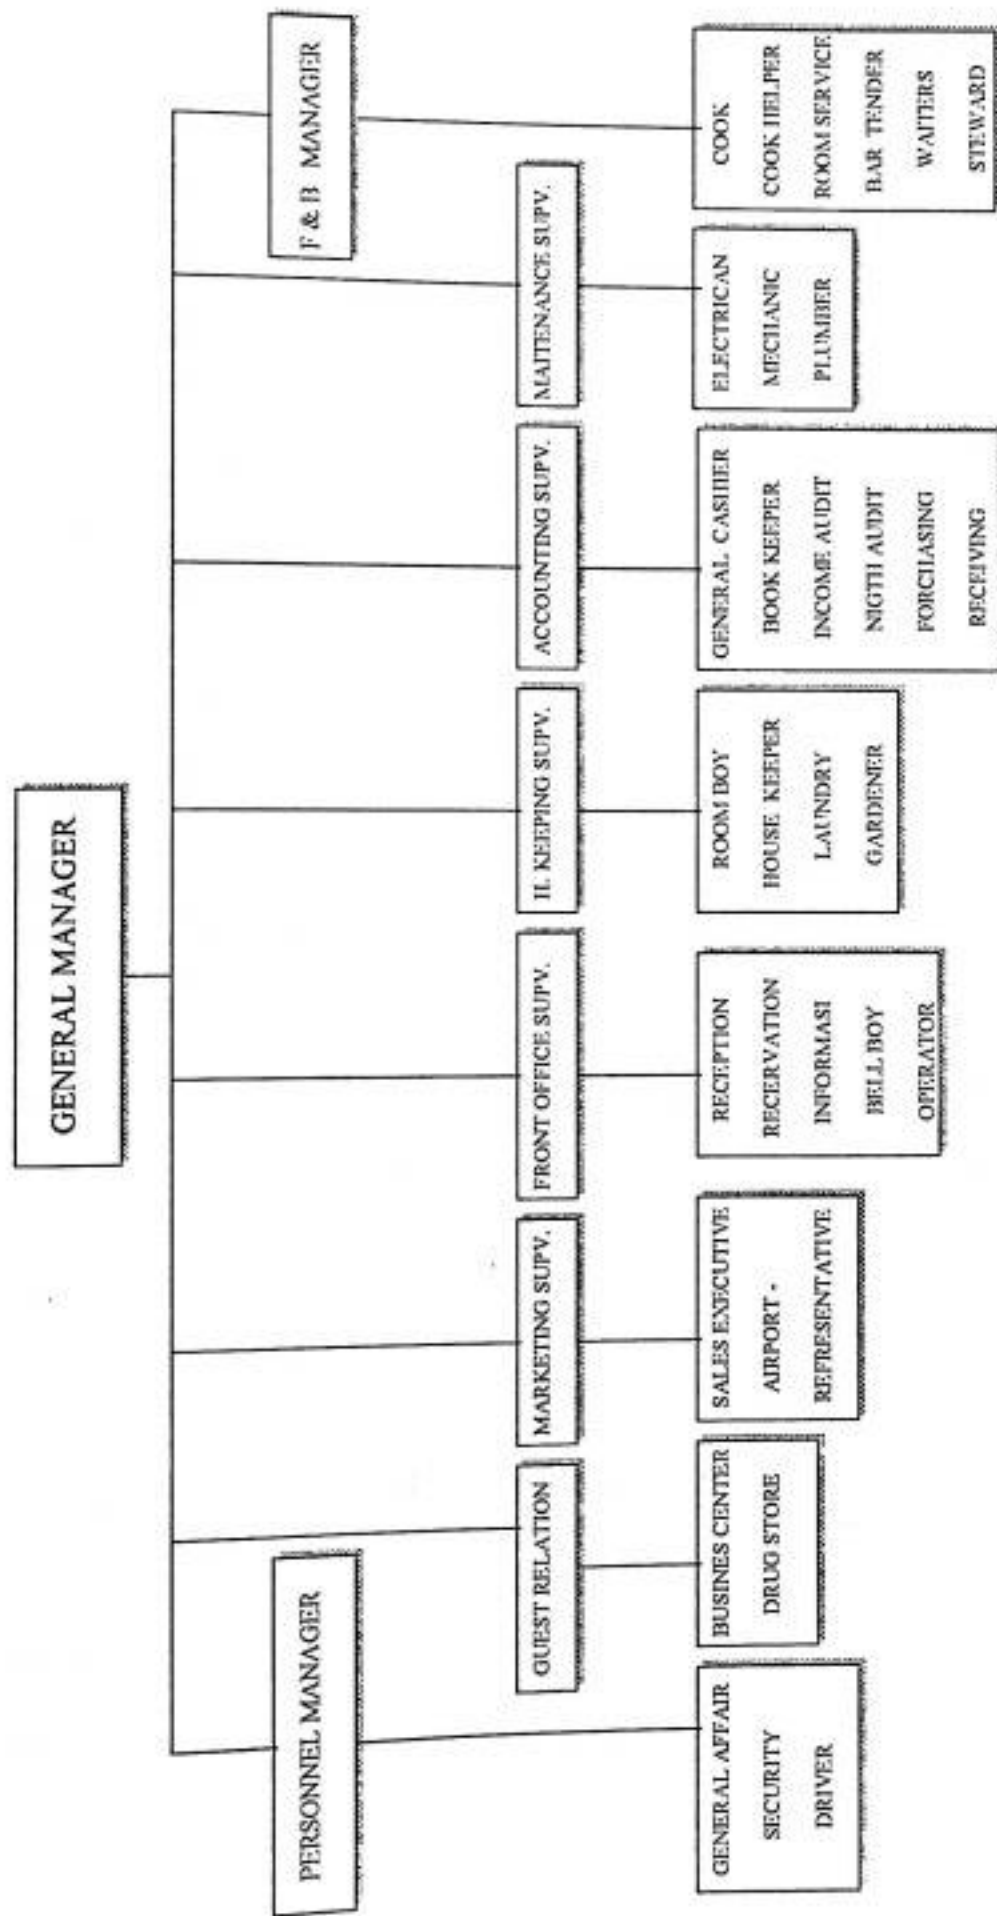 GENERAL MANAGER
PERSONNEL MANAGER
F & B MANAGER
GUEST RELATION
MARKETING SUPV.
FRONT OFFICE SUPV.
H. KEEPING SUPV.
ACCOUNTING SUPV.
MAITENANCE SUPV.
GENERAL AFFAIR
SECURITY
DRIVER
BUSINES CENTER
DRUG STORE
SALES EXECUTIVE
AIRPORT -
REFRESENTATIVE
RECEPTION
RECERVATION
INFORMASI
BELL BOY
OPERATOR
ROOM BOY
HOUSE KEEPER
LAUNDRY
GARDENER
GENERAL CASHIER
BOOK KEEPER
INCOME AUDIT
NIGTH AUDIT
FORCHASING
RECEIVING
ELECTRICAN
MECHANIC
PLUMBER
COOK
COOK HELPER
ROOM SERVICE
BAR TENDER
WAITERS
STEWARD